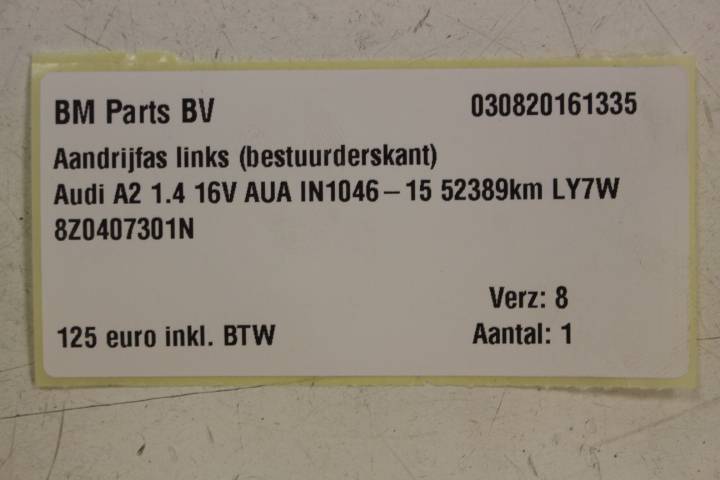 BM Parts BV 030820161335
Aandrijfas links (bestuurderskant)
Audi A2 1.4 16V AUA IN1046-15 52389km LY7W
8Z0407301N
Verz: 8
125 euro inkl. BTW Aantal: 1